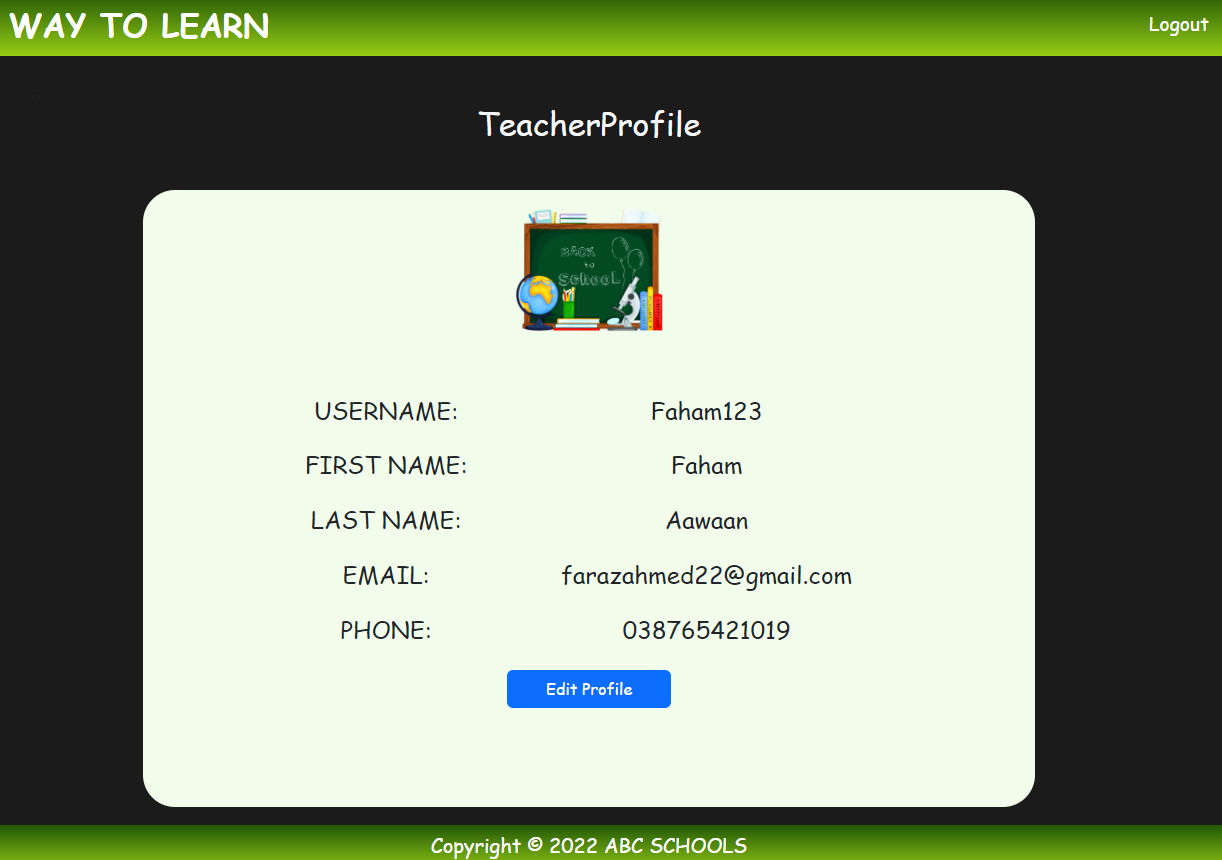 WAY TO LEARN
Logout
TeacherProfile
BACK
to
SchooL
USERNAME: Faham123
FIRST NAME: Faham
LAST NAME: Aawaan
EMAIL: farazahmed22@gmail.com
PHONE: 038765421019
Edit Profile
Copyright © 2022 ABC SCHOOLS